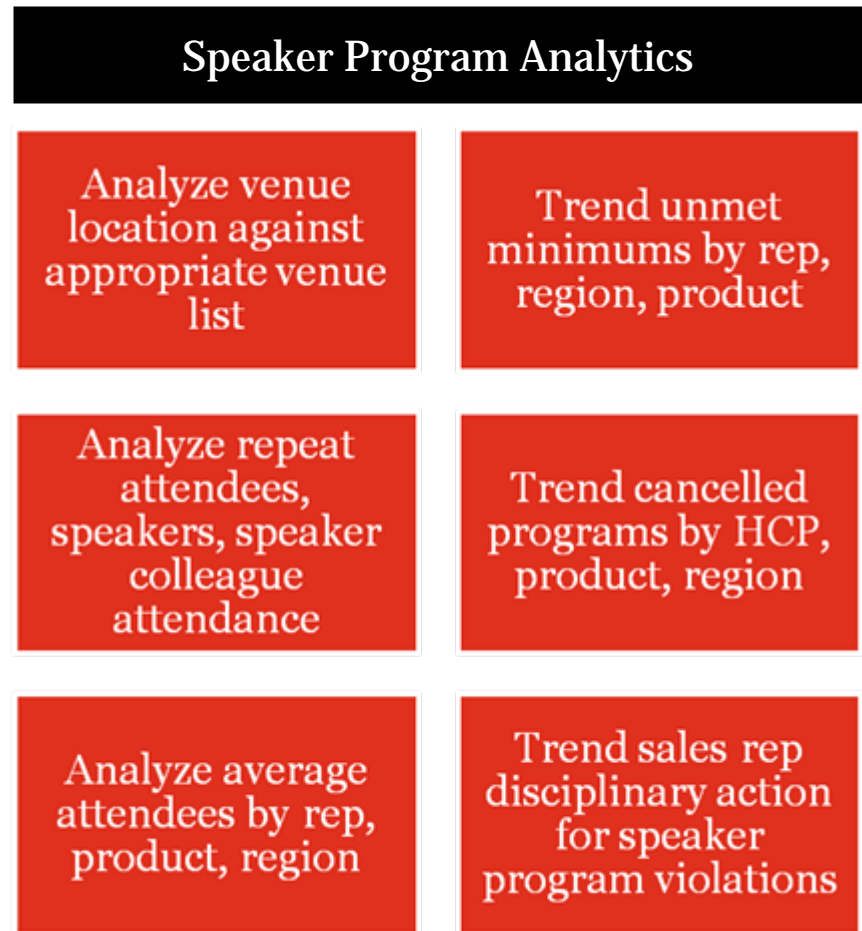 Speaker Program Analytics
Analyze venue
location against
appropriate venue
list
Trend unmet
minimums by rep,
region, product
Analyze repeat
attendees,
speakers, speaker
colleague
attendance
Trend cancelled
programs by HCP,
product, region
Analyze average
attendees by rep,
product, region
Trend sales rep
disciplinary action
for speaker
program violations